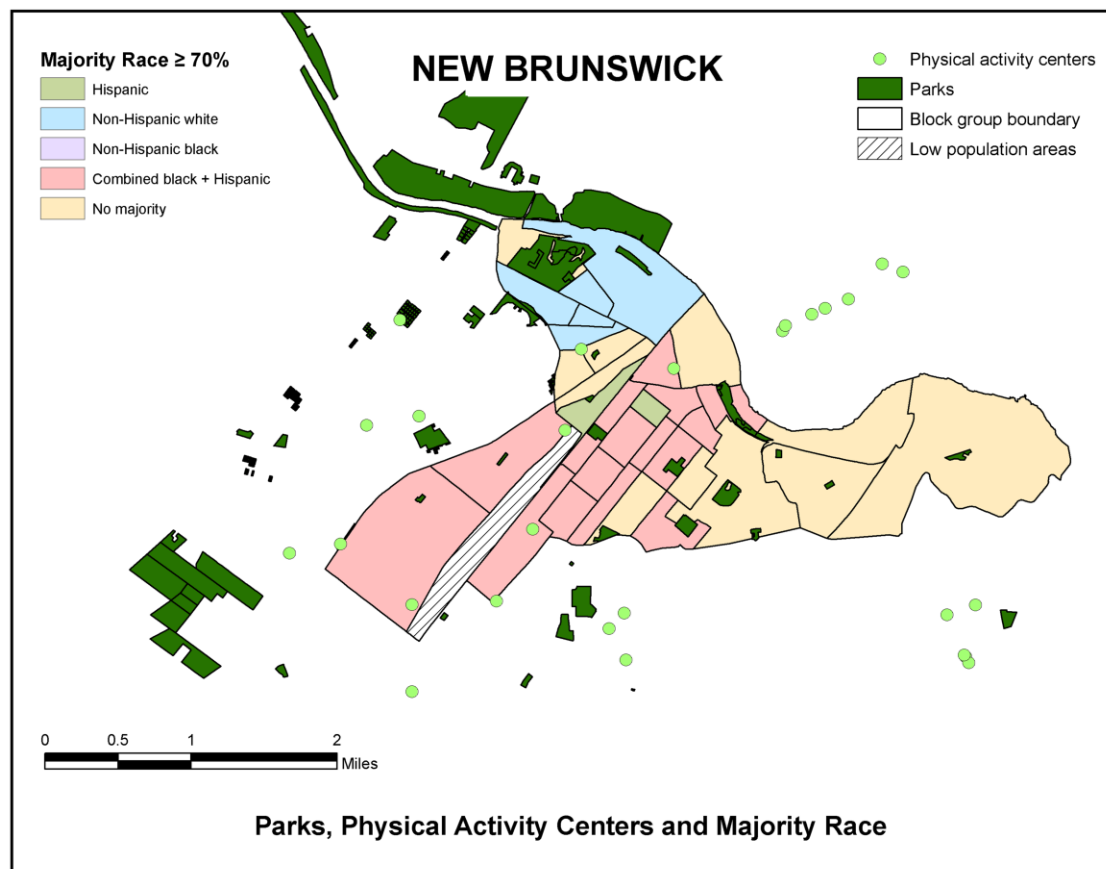 NEW BRUNSWICK
Majority Race ≥ 70%
Hispanic
Non-Hispanic white
Non-Hispanic black
Combined black + Hispanic
No majority
Physical activity centers
Parks
Block group boundary
Low population areas
0 0.5 1 2
Miles
Parks, Physical Activity Centers and Majority Race